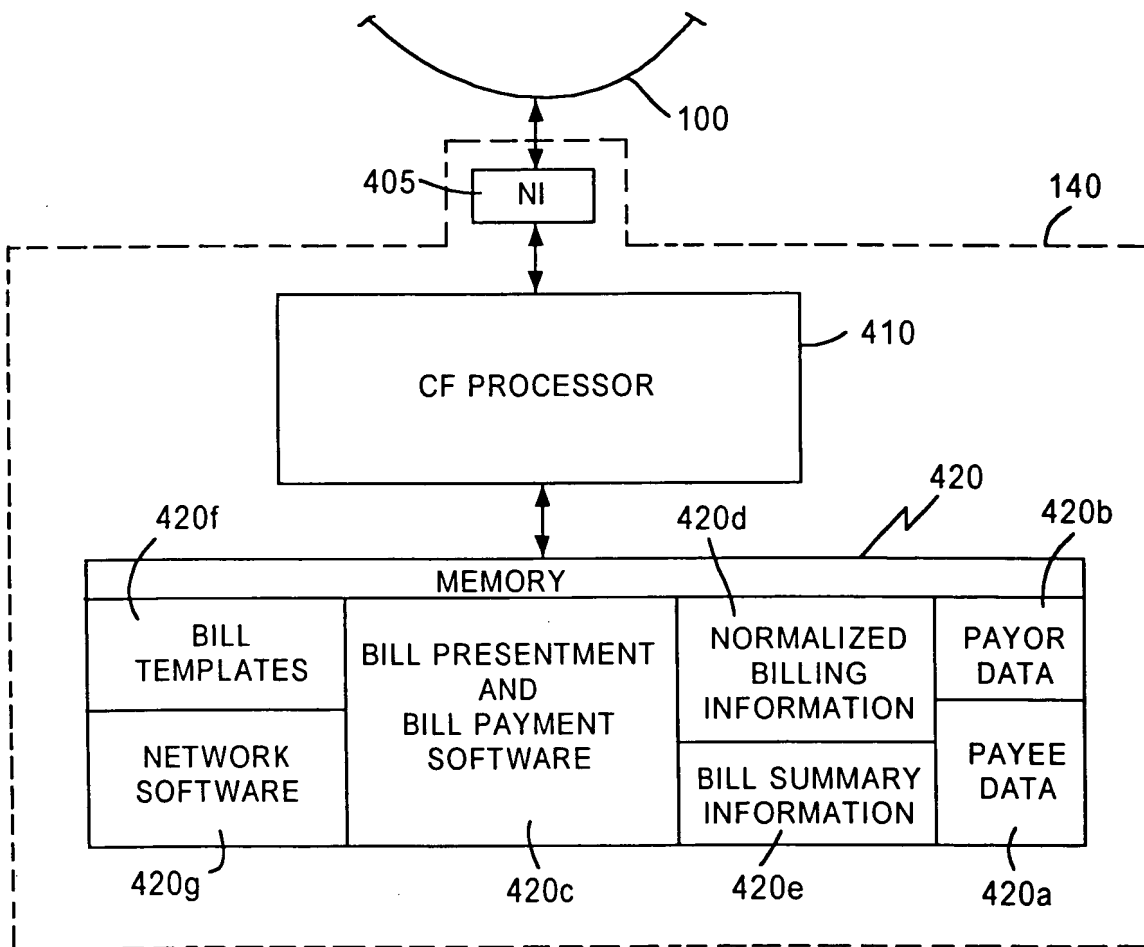 100
405
NI
140
CF PROCESSOR
410
420f
420d
420
420b
MEMORY
BILL
TEMPLATES
BILL PRESENTMENT
AND
BILL PAYMENT
SOFTWARE
NORMALIZED
BILLING
INFORMATION
PAYOR
DATA
NETWORK
SOFTWARE
BILL SUMMARY
INFORMATION
PAYEE
DATA
420g
420c
420e
420a